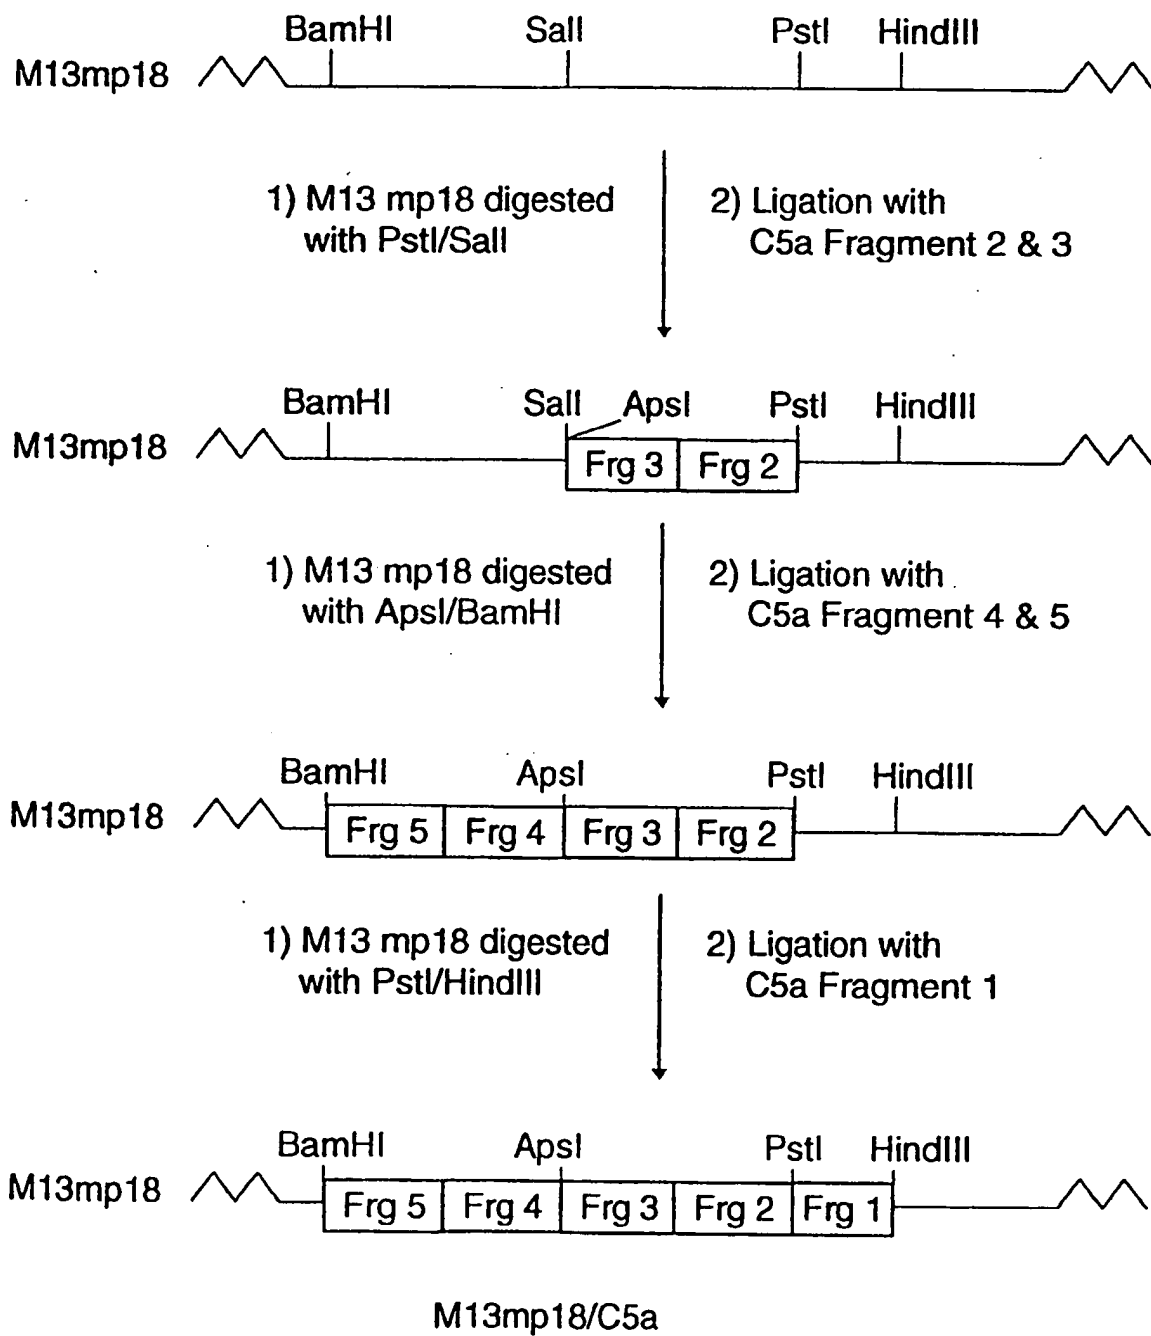 BamHI SalI PstI HindIII
M13mp18
1) M13 mp18 digested
with PstI/SalI
2) Ligation with
C5a Fragment 2 & 3
BamHI SalI ApsI PstI HindIII
M13mp18
Frg 3 Frg 2
1) M13 mp18 digested
with ApsI/BamHI
2) Ligation with
C5a Fragment 4 & 5
BamHI ApsI PstI HindIII
M13mp18
Frg 5 Frg 4 Frg 3 Frg 2
1) M13 mp18 digested
with PstI/HindIII
2) Ligation with
C5a Fragment 1
BamHI ApsI PstI HindIII
M13mp18
Frg 5 Frg 4 Frg 3 Frg 2 Frg 1
M13mp18/C5a